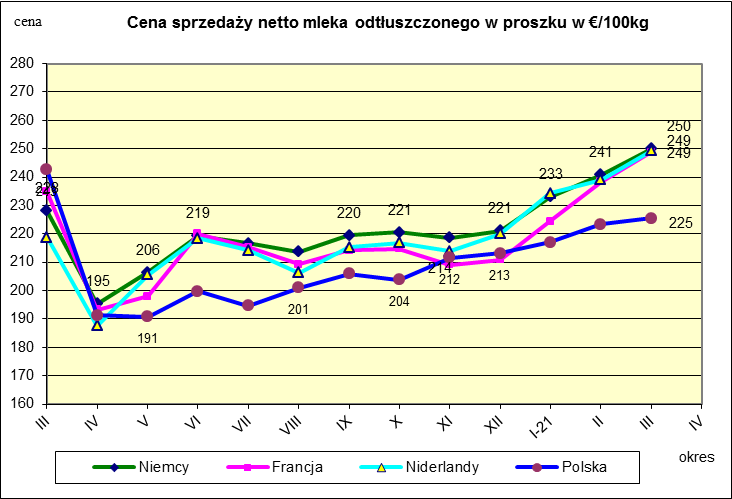 cena
Cena sprzedaży netto mleka odtłuszczonego w proszku w €/100kg
280
270
260
250
240
230
220
210
200
190
180
170
160
195
206
219
220
221
221
233
241
250
249
249
225
191
201
204
214
212
213
III
IV
V
VI
VII
VIII
IX
X
XI
XII
I-21
II
III
IV
okres
Niemcy
Francja
Niderlandy
Polska